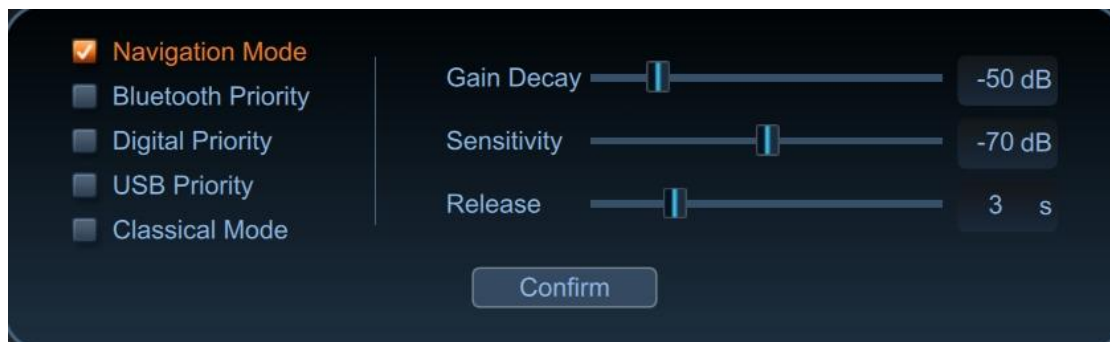 Navigation Mode
Bluetooth Priority
Digital Priority
USB Priority
Classical Mode
Gain Decay -50 dB
Sensitivity -70 dB
Release 3 s
Confirm